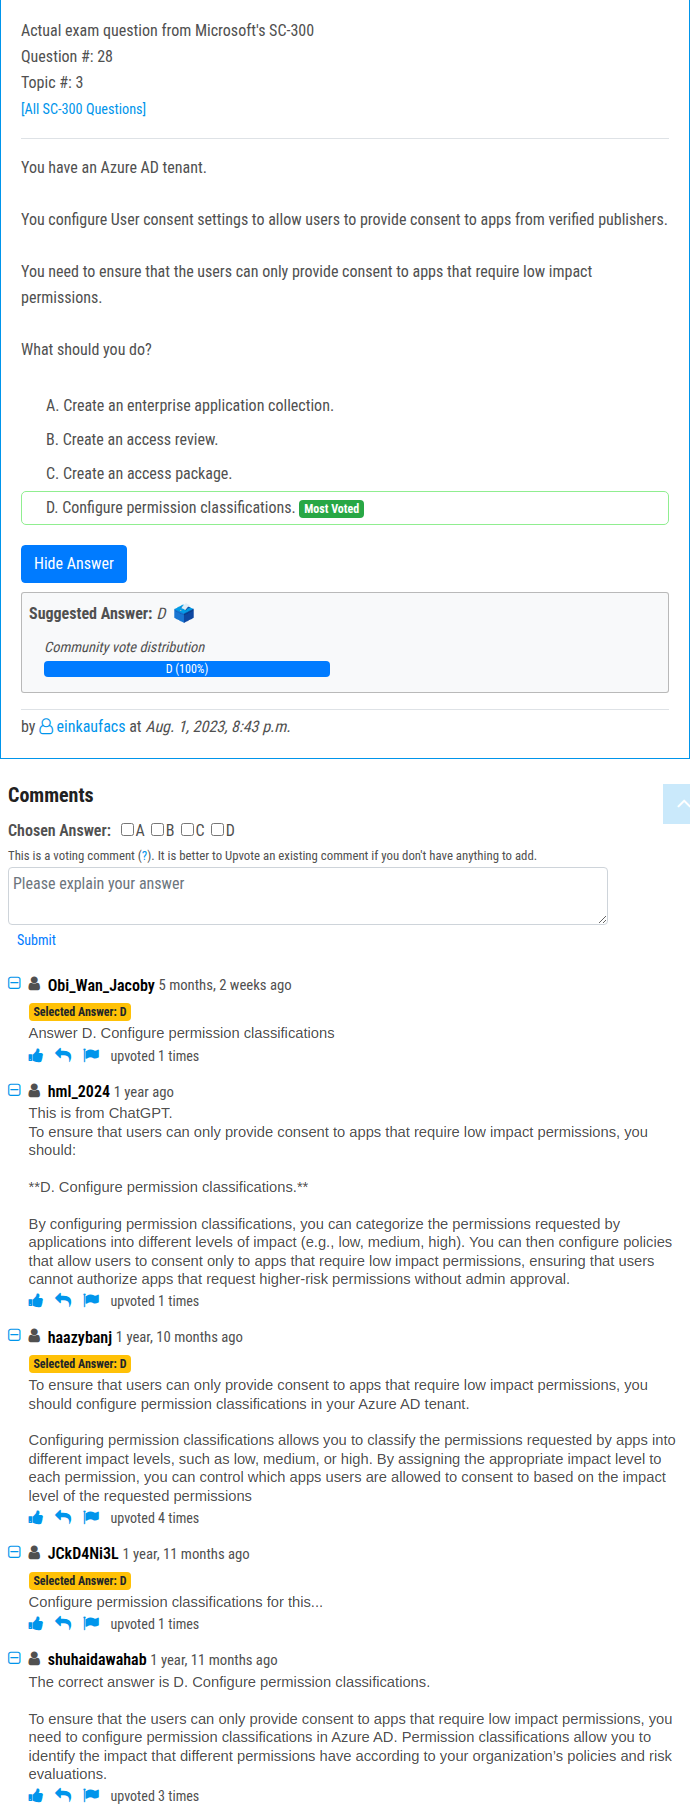 Actual exam question from Microsoft's SC-300
Question #: 28
Topic #: 3
[All SC-300 Questions]
You have an Azure AD tenant.
You configure User consent settings to allow users to provide consent to apps from verified publishers.
You need to ensure that the users can only provide consent to apps that require low impact
permissions.
What should you do?
A. Create an enterprise application collection.
B. Create an access review.
C. Create an access package.
D. Configure permission classifications. Most Voted
Hide Answer
Suggested Answer: D
Community vote distribution
D (100%)
by einkaufacs at Aug. 1, 2023, 8:43 p.m.
Comments
Chosen Answer: A B C D
This is a voting comment (?). It is better to Upvote an existing comment if you don't have anything to add.
Please explain your answer
Submit
Obi_Wan_Jacoby 5 months, 2 weeks ago
Selected Answer: D
Answer D. Configure permission classifications
upvoted 1 times
hml_2024 1 year ago
This is from ChatGPT.
To ensure that users can only provide consent to apps that require low impact permissions, you
should:
**D. Configure permission classifications.**
By configuring permission classifications, you can categorize the permissions requested by
applications into different levels of impact (e.g., low, medium, high). You can then configure policies
that allow users to consent only to apps that require low impact permissions, ensuring that users
cannot authorize apps that request higher-risk permissions without admin approval.
upvoted 1 times
haazybanj 1 year, 10 months ago
Selected Answer: D
To ensure that users can only provide consent to apps that require low impact permissions, you
should configure permission classifications in your Azure AD tenant.
Configuring permission classifications allows you to classify the permissions requested by apps into
different impact levels, such as low, medium, or high. By assigning the appropriate impact level to
each permission, you can control which apps users are allowed to consent to based on the impact
level of the requested permissions
upvoted 4 times
JCkD4Ni3L 1 year, 11 months ago
Selected Answer: D
Configure permission classifications for this...
upvoted 1 times
shuhaidawahab 1 year, 11 months ago
The correct answer is D. Configure permission classifications.
To ensure that the users can only provide consent to apps that require low impact permissions, you
need to configure permission classifications in Azure AD. Permission classifications allow you to
identify the impact that different permissions have according to your organization's policies and risk
evaluations.
upvoted 3 times